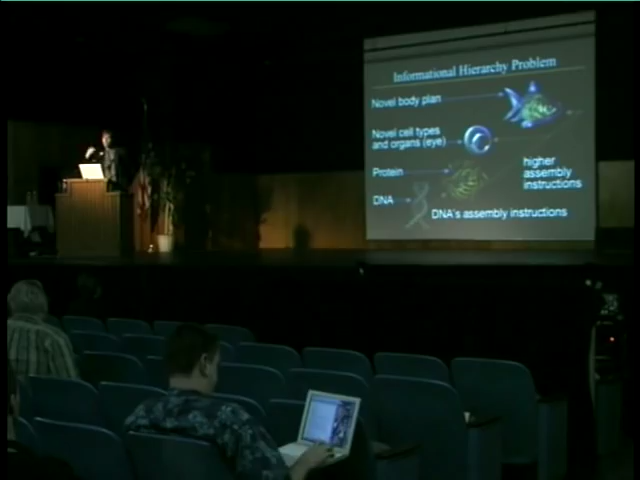 Informational Hierarchy Problem
Novel body plan
Novel cell types
and organs (eye)
Protein
higher
assembly
instructions
DNA
DNA's assembly instructions